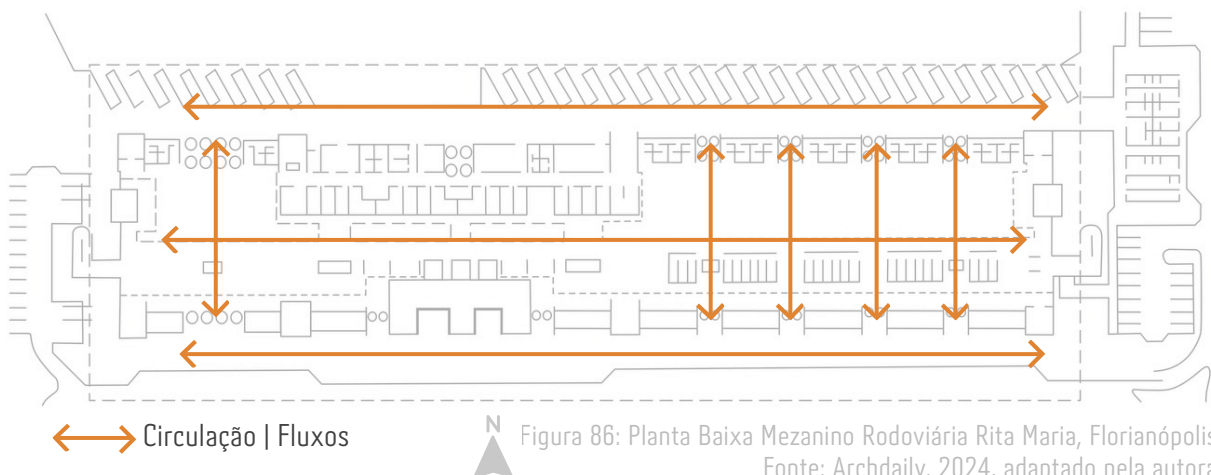 Circulação | Fluxos
N
Figura 86: Planta Baixa Mezanino Rodoviária Rita Maria, Florianópolis
Fonte: Archdaily, 2024, adaptado pela autora